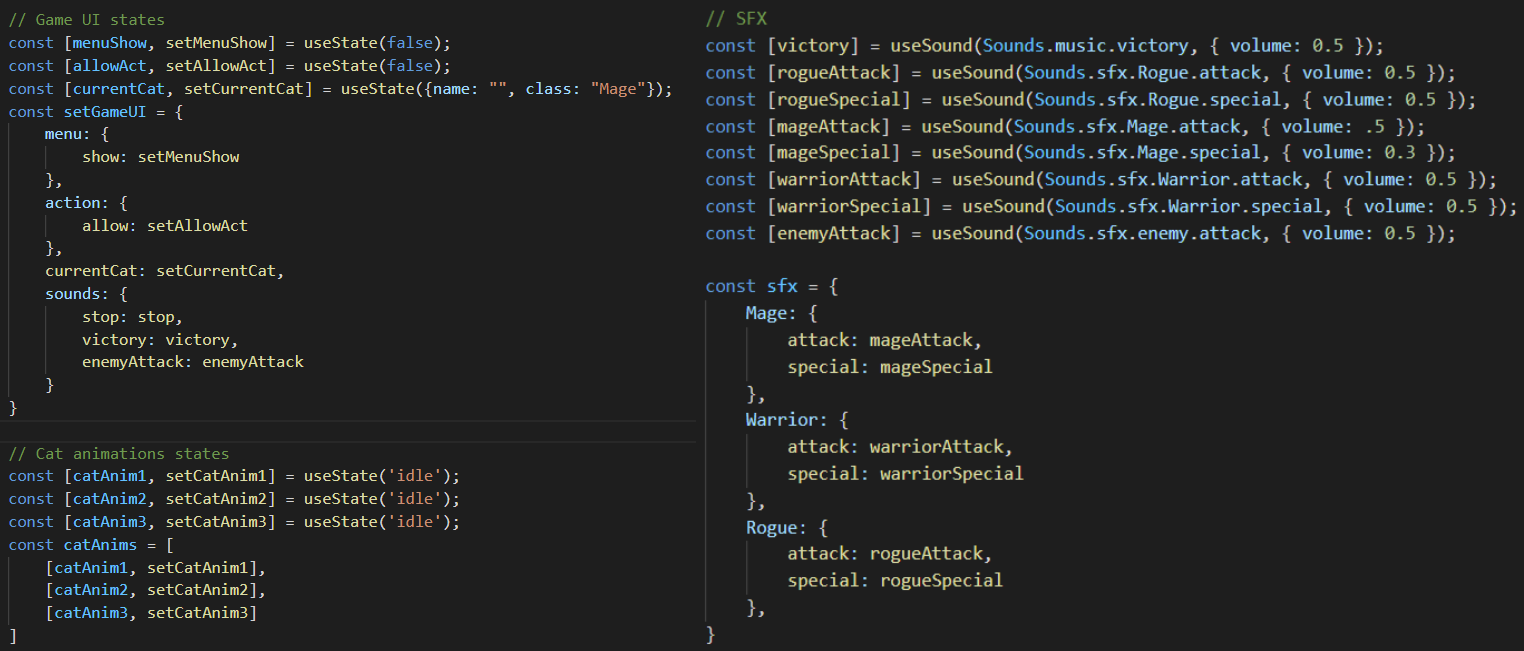 // Game UI states
const [menuShow, setMenuShow] = useState(false);
const [allowAct, setAllowAct] = useState(false);
const [currentCat, setCurrentCat] = useState({name: "", class: "Mage"});
const setGameUI = {
    menu: {
        show: setMenuShow
    },
    action: {
        allow: setAllowAct
    },
    currentCat: setCurrentCat,
    sounds: {
        stop: stop,
        victory: victory,
        enemyAttack: enemyAttack
    }
}
// Cat animations states
const [catAnim1, setCatAnim1] = useState('idle');
const [catAnim2, setCatAnim2] = useState('idle');
const [catAnim3, setCatAnim3] = useState('idle');
const catAnims = [
    [catAnim1, setCatAnim1],
    [catAnim2, setCatAnim2],
    [catAnim3, setCatAnim3]
]
// SFX
const [victory] = useSound(Sounds.music.victory, { volume: 0.5 });
const [rogueAttack] = useSound(Sounds.sfx.Rogue.attack, { volume: 0.5 });
const [rogueSpecial] = useSound(Sounds.sfx.Rogue.special, { volume: 0.5 });
const [mageAttack] = useSound(Sounds.sfx.Mage.attack, { volume: .5 });
const [mageSpecial] = useSound(Sounds.sfx.Mage.special, { volume: 0.3 });
const [warriorAttack] = useSound(Sounds.sfx.Warrior.attack, { volume: 0.5 });
const [warriorSpecial] = useSound(Sounds.sfx.Warrior.special, { volume: 0.5 });
const [enemyAttack] = useSound(Sounds.sfx.enemy.attack, { volume: 0.5 });
const sfx = {
    Mage: {
        attack: mageAttack,
        special: mageSpecial
    },
    Warrior: {
        attack: warriorAttack,
        special: warriorSpecial
    },
    Rogue: {
        attack: rogueAttack,
        special: rogueSpecial
    },
}